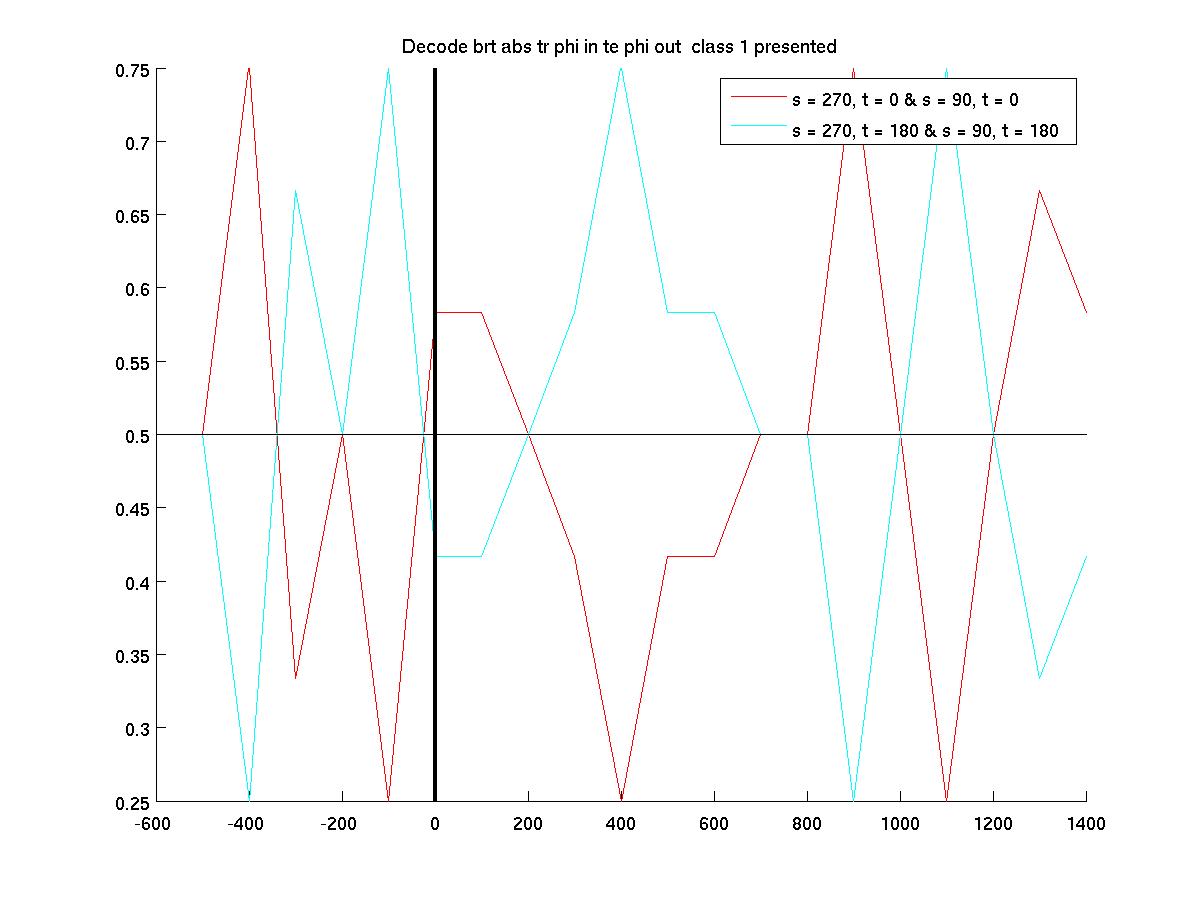 Decode brt abs tr phi in te phi out  class 1 presented
s = 270, t = 0 & s = 90, t = 0
s = 270, t = 180 & s = 90, t = 180
0.75
0.7
0.65
0.6
0.55
0.5
0.45
0.4
0.35
0.3
0.25
-600 -400 -200 0 200 400 600 800 1000 1200 1400